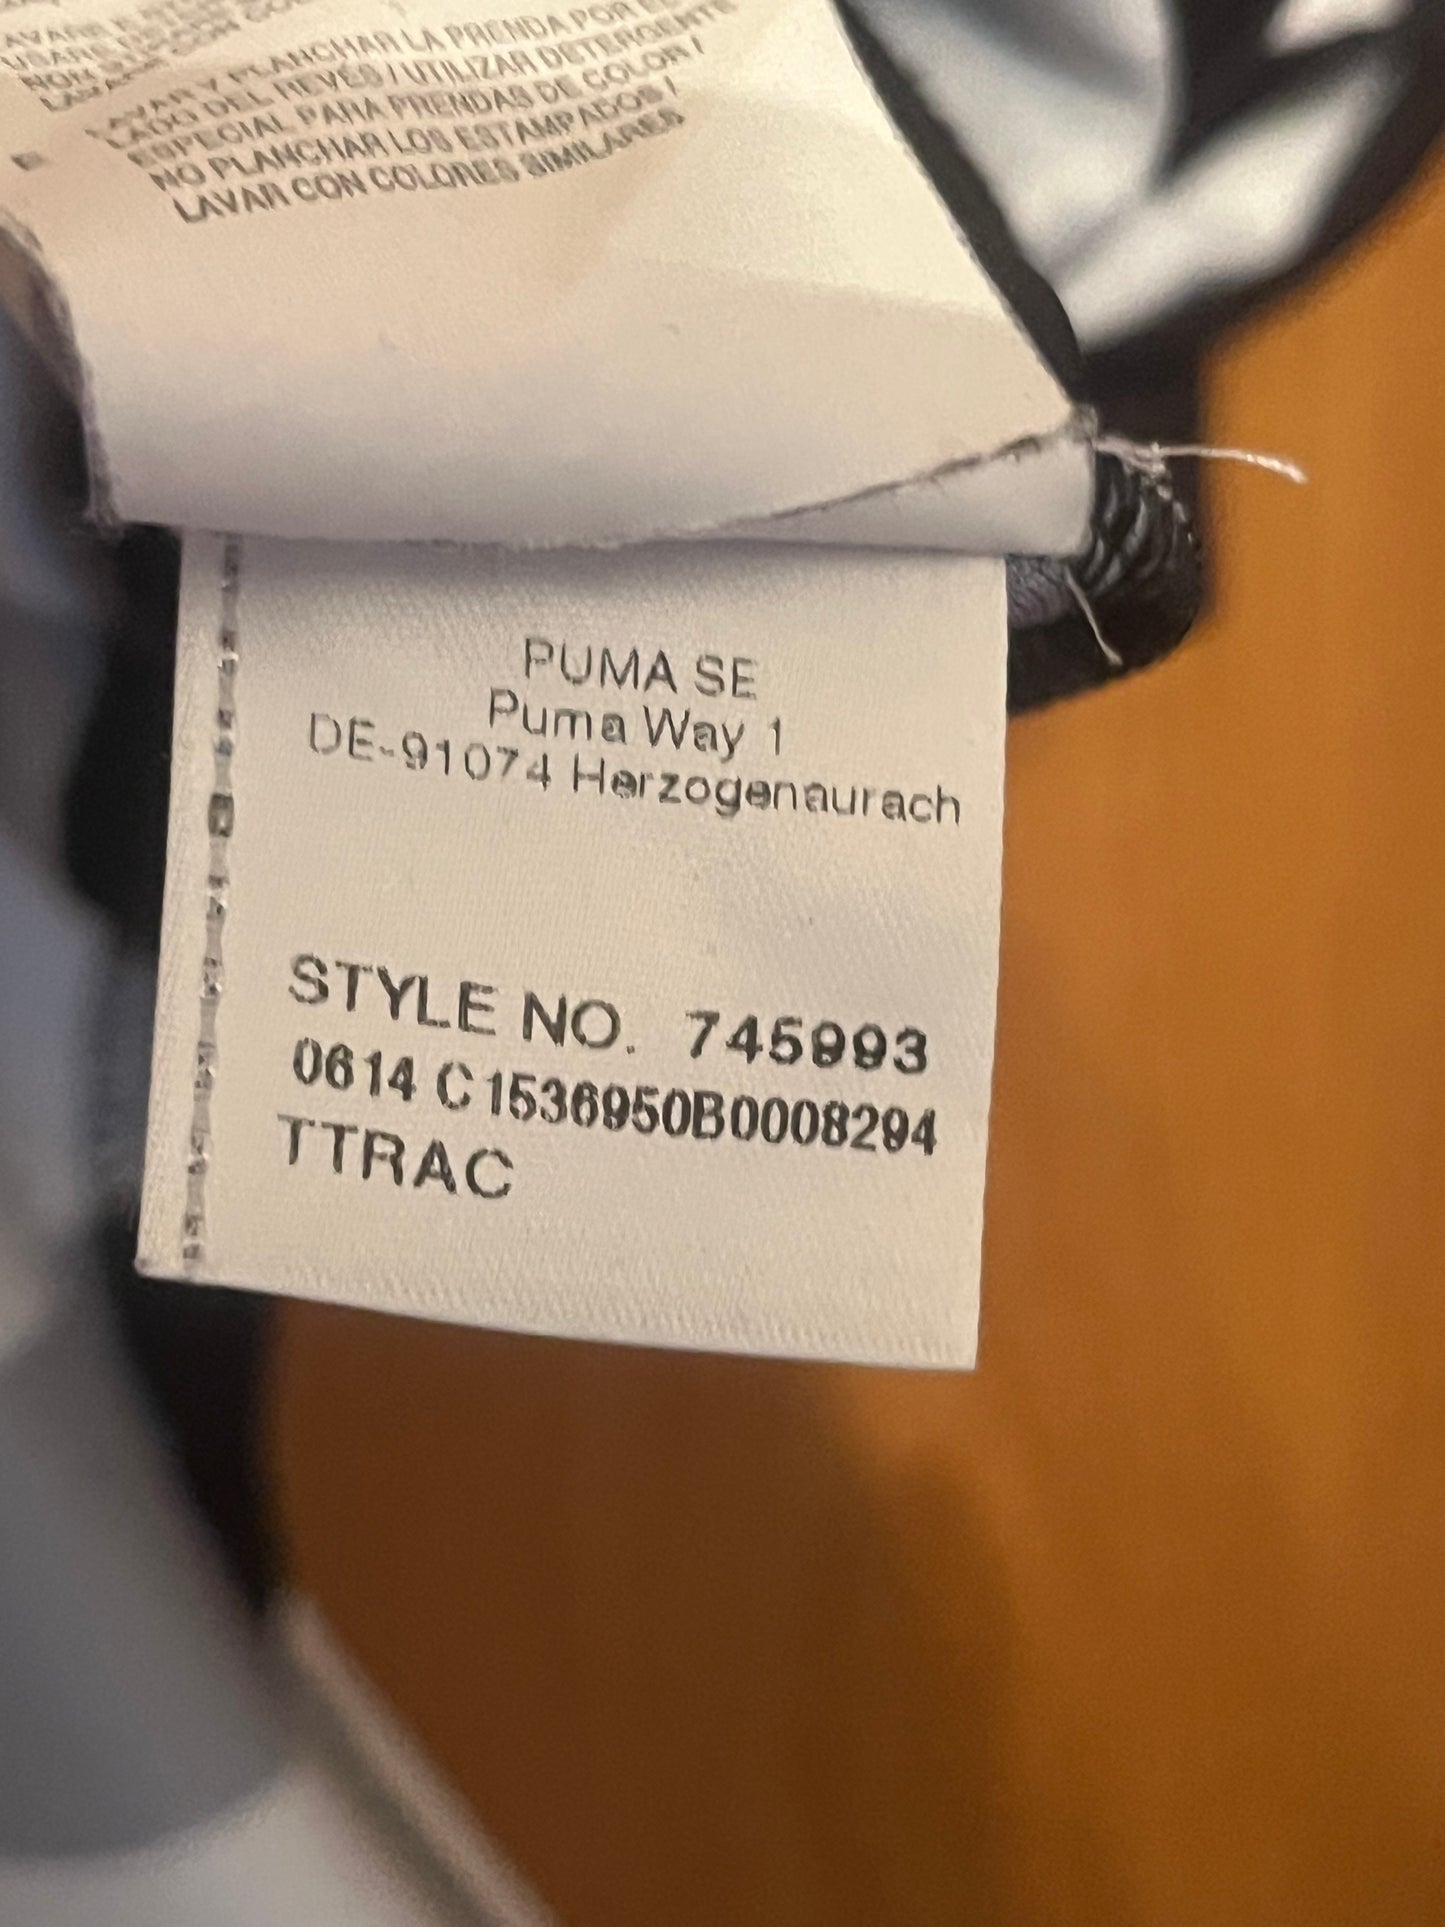 LAVAR Y PLANCHAR LA PRENDA POR EL
LADO DEL REVÉS / UTILIZAR DETERGENTE
ESPECIAL PARA PRENDAS DE COLOR /
NO PLANCHAR LOS ESTAMPADOS /
LAVAR CON COLORES SIMILARES
PUMA SE
Puma Way 1
DE-91074 Herzogenaurach
STYLE NO. 745993
0614 C1536950B0008294
TTRAC